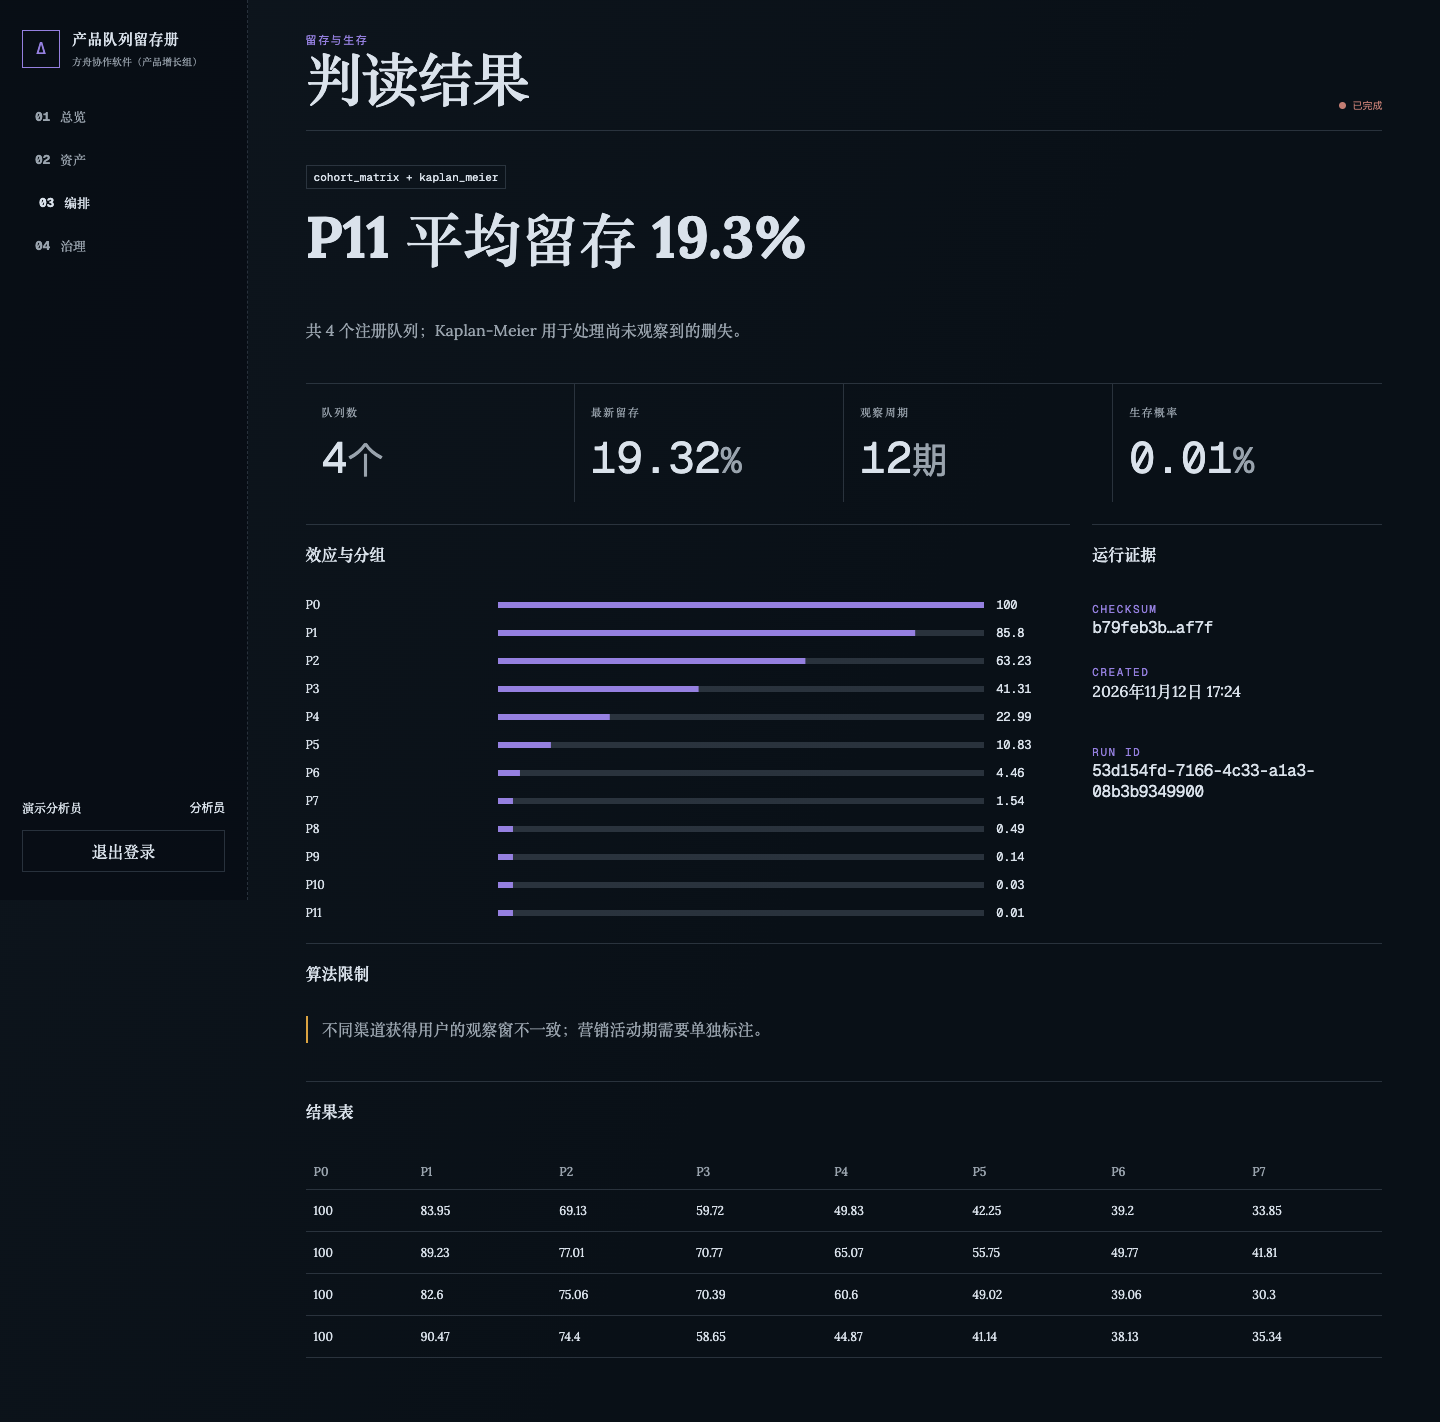 Δ
产品队列留存册
方舟协作软件（产品增长组）
01 总览
02 资产
03 编排
04 治理
演示分析员 分析员
退出登录
留存与生存
判读结果
已完成
cohort_matrix + kaplan_meier
P11 平均留存 19.3%
共 4 个注册队列；Kaplan-Meier 用于处理尚未观察到的删失。
队列数 最新留存 观察周期 生存概率
4个 19.32% 12期 0.01%
效应与分组
P0 100
P1 85.8
P2 63.23
P3 41.31
P4 22.99
P5 10.83
P6 4.46
P7 1.54
P8 0.49
P9 0.14
P10 0.03
P11 0.01
运行证据
CHECKSUM
b79feb3b…af7f
CREATED
2026年11月12日 17:24
RUN ID
53d154fd-7166-4c33-a1a3-
08b3b9349900
算法限制
不同渠道获得用户的观察窗不一致；营销活动期需要单独标注。
结果表
P0 P1 P2 P3 P4 P5 P6 P7
100 83.95 69.13 59.72 49.83 42.25 39.2 33.85
100 89.23 77.01 70.77 65.07 55.75 49.77 41.81
100 82.6 75.06 70.39 60.6 49.02 39.06 30.3
100 90.47 74.4 58.65 44.87 41.14 38.13 35.34